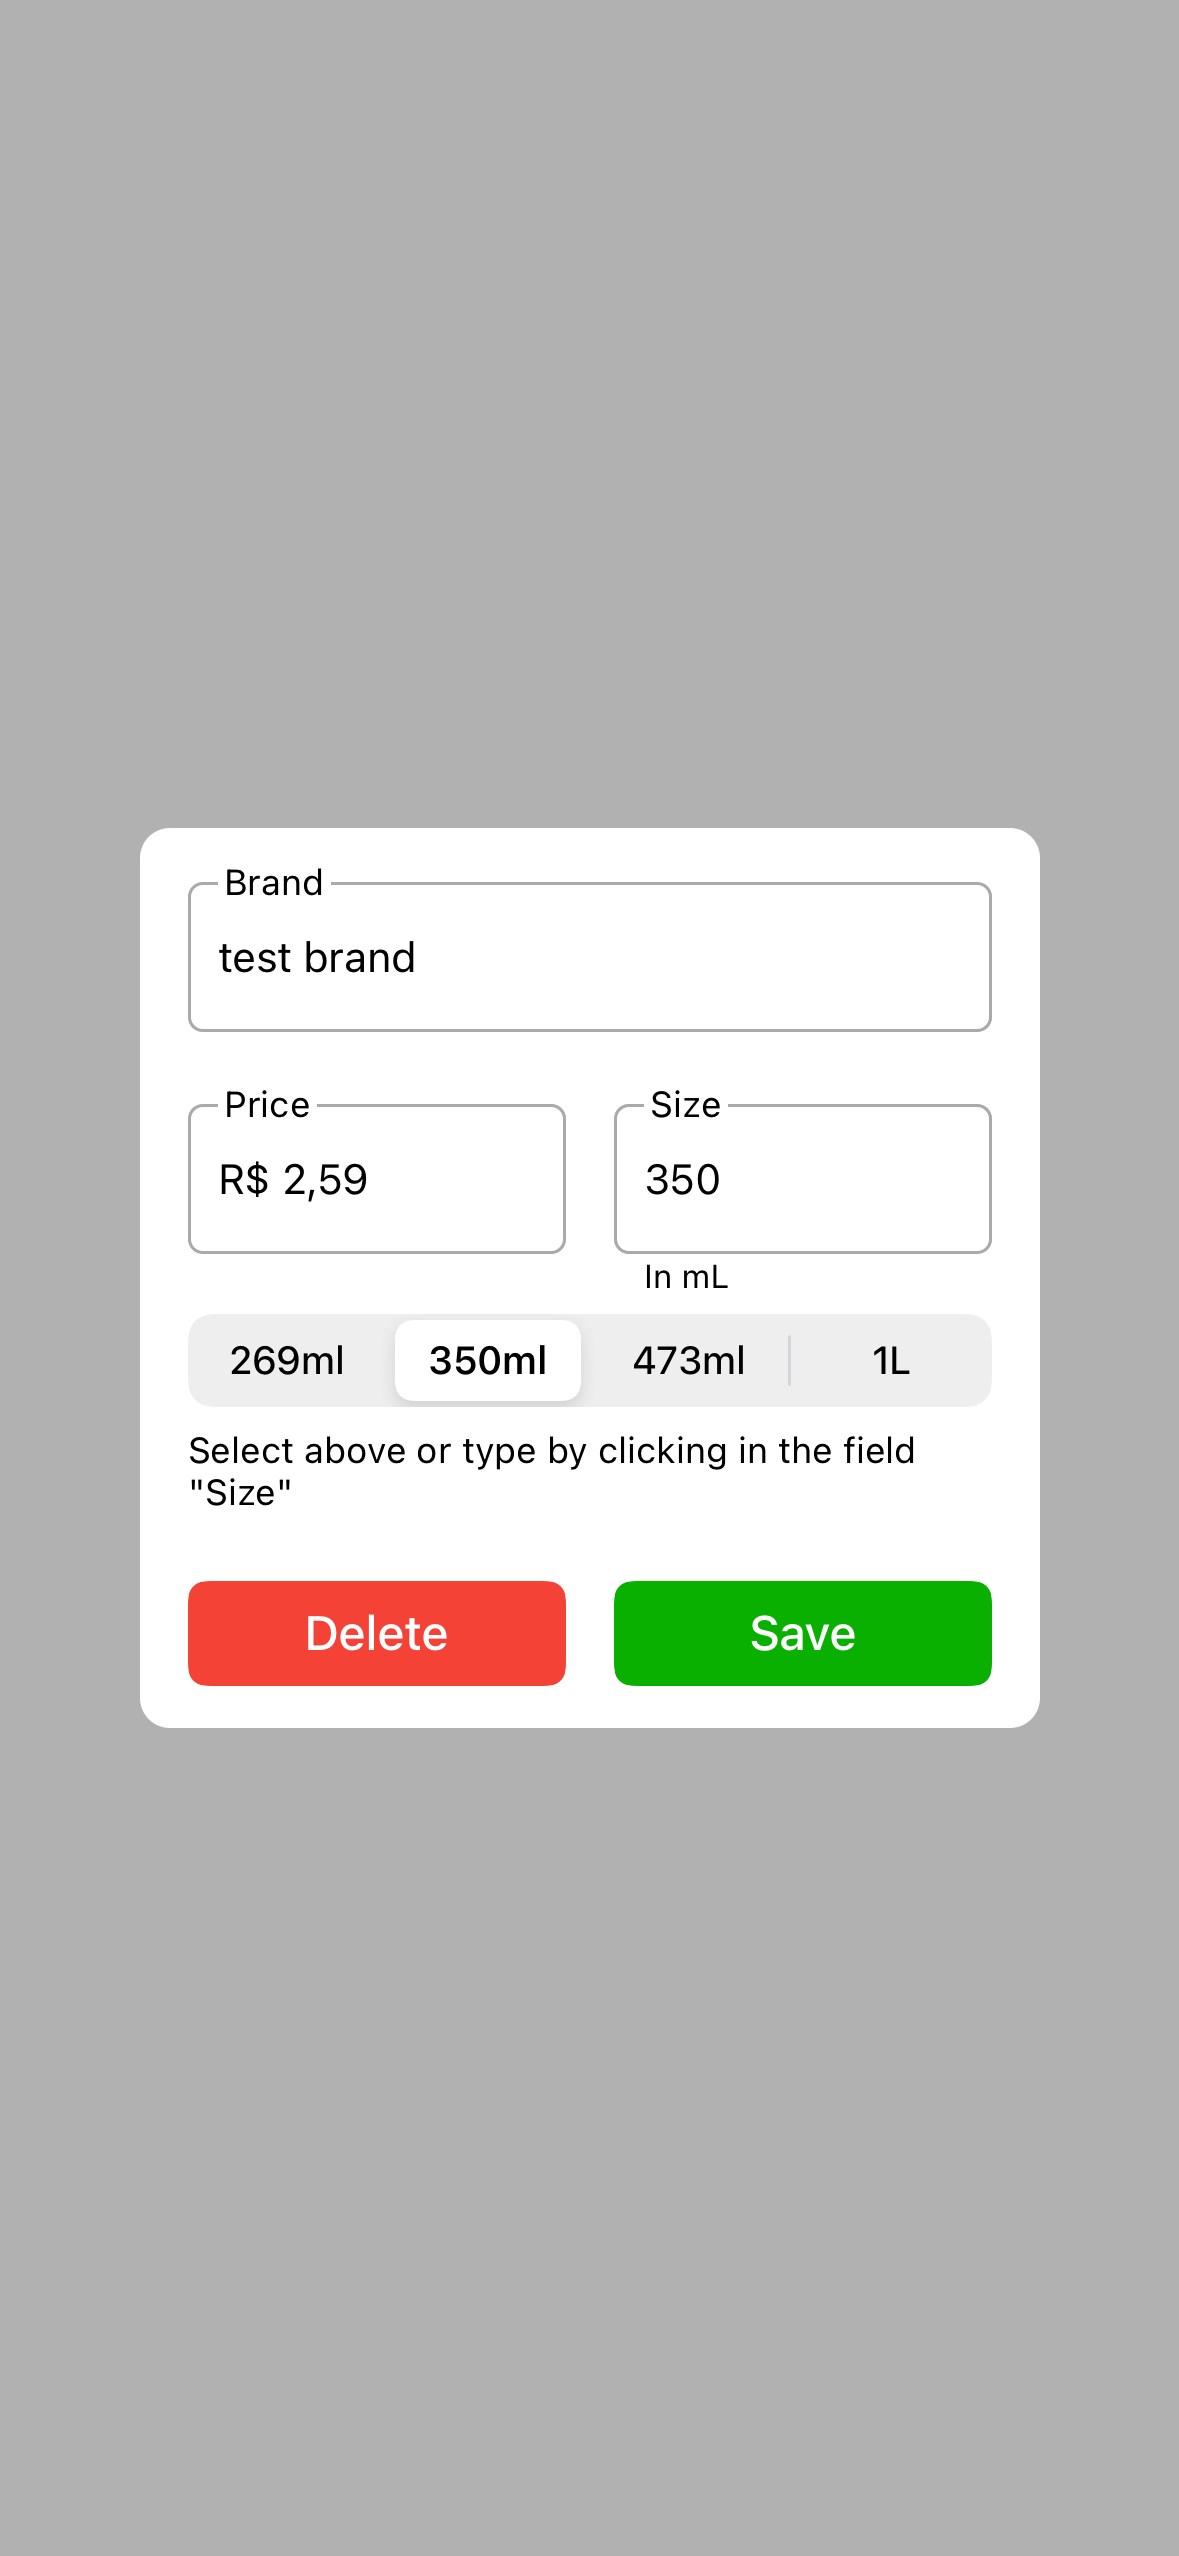 Brand
test brand
Price
Size
R$ 2,59
350
In mL
269ml 350ml 473ml 1L
Select above or type by clicking in the field
"Size"
Delete
Save